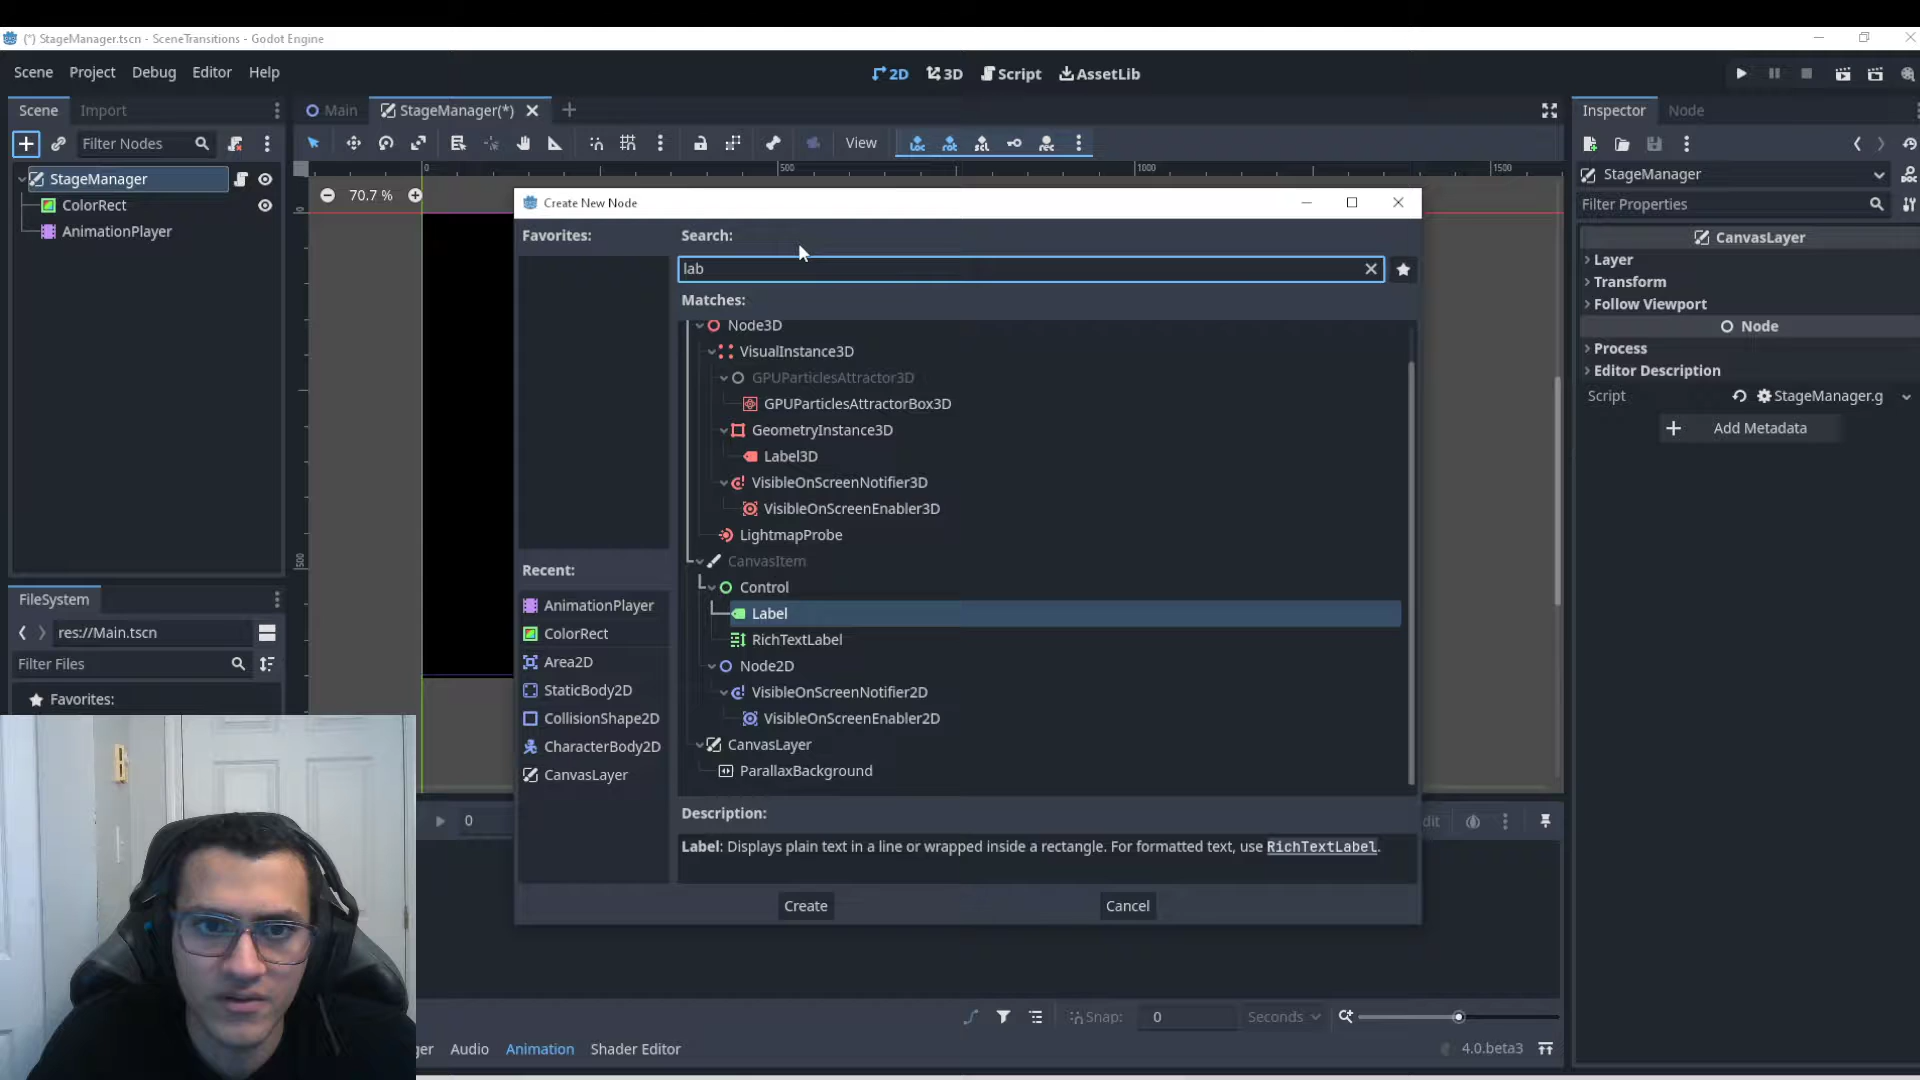 (*) StageManager.tscn - SceneTransitions - Godot Engine
Scene Project Debug Editor Help
2D 3D Script AssetLib
Scene Import
Main StageManager(*)
Inspector Node
Filter Nodes
View
StageManager
ColorRect
AnimationPlayer
0 500 1000 1500
70.7 %
500
StageManager
Filter Properties
CanvasLayer
Layer
Transform
Follow Viewport
Node
Process
Editor Description
Script StageManager.g
Add Metadata
Create New Node
Favorites:
Search:
lab
Matches:
Node3D
VisualInstance3D
GPUParticlesAttractor3D
GPUParticlesAttractorBox3D
GeometryInstance3D
Label3D
VisibleOnScreenNotifier3D
VisibleOnScreenEnabler3D
LightmapProbe
CanvasItem
Control
Label
RichTextLabel
Node2D
VisibleOnScreenNotifier2D
VisibleOnScreenEnabler2D
CanvasLayer
ParallaxBackground
Recent:
AnimationPlayer
ColorRect
Area2D
StaticBody2D
CollisionShape2D
CharacterBody2D
CanvasLayer
Description:
Label: Displays plain text in a line or wrapped inside a rectangle. For formatted text, use RichTextLabel.
Create Cancel
FileSystem
res://Main.tscn
Filter Files
Favorites:
0
dit
Snap: 0 Seconds
ger Audio Animation Shader Editor
4.0.beta3